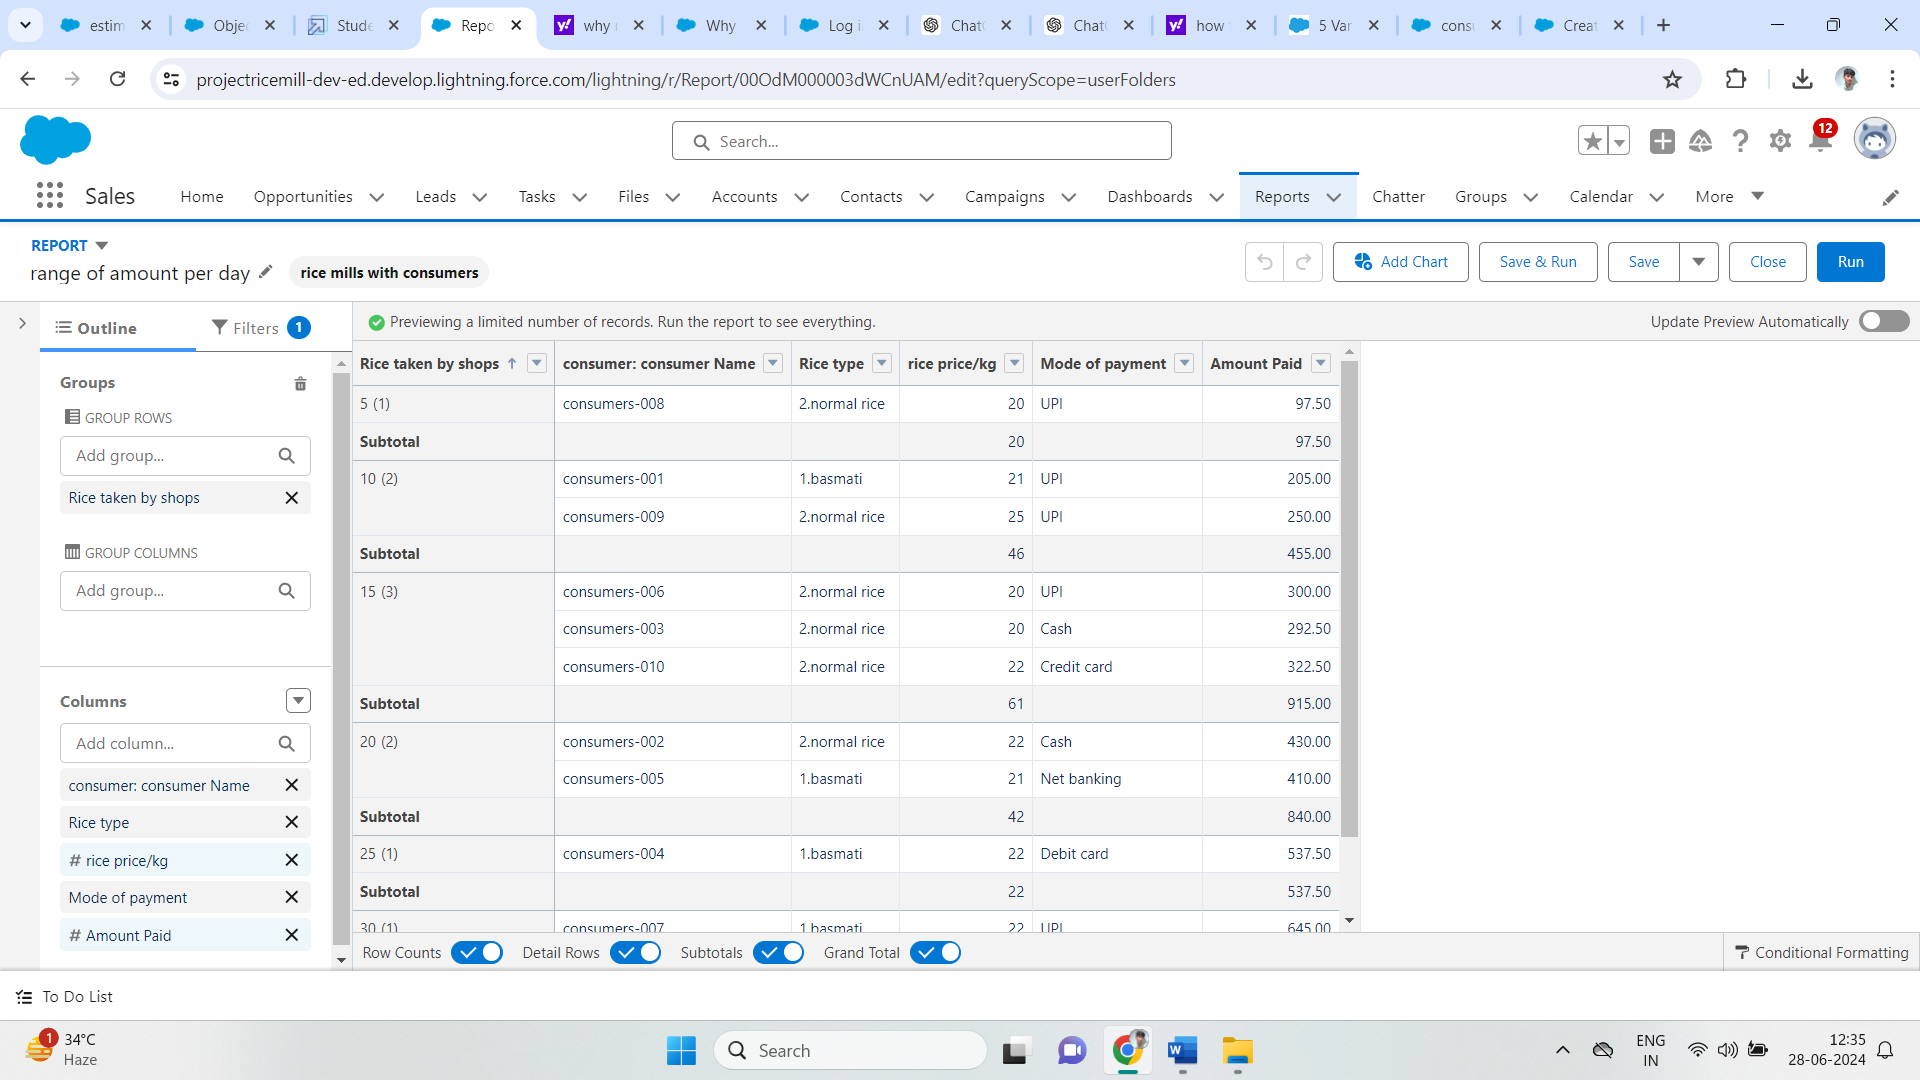 estim
Objec
Stude
Repo
why r
Why
Log in
ChatG
ChatG
how
5 Var
consu
Creat
projectricemill-dev-ed.develop.lightning.force.com/lightning/r/Report/00OdM000003dWCnUAM/edit?queryScope=userFolders
Search...
12
Sales
Home
Opportunities
Leads
Tasks
Files
Accounts
Contacts
Campaigns
Dashboards
Reports
Chatter
Groups
Calendar
More
REPORT
range of amount per day
rice mills with consumers
Add Chart
Save & Run
Save
Close
Run
Outline
Filters 1
Previewing a limited number of records. Run the report to see everything.
Update Preview Automatically
Groups
GROUP ROWS
Add group...
Rice taken by shops
GROUP COLUMNS
Add group...
Columns
Add column...
consumer: consumer Name
Rice type
# rice price/kg
Mode of payment
# Amount Paid
Rice taken by shops ↑ consumer: consumer Name Rice type rice price/kg Mode of payment Amount Paid
5 (1) consumers-008 2.normal rice 20 UPI 97.50
Subtotal 20 97.50
10 (2) consumers-001 1.basmati 21 UPI 205.00
consumers-009 2.normal rice 25 UPI 250.00
Subtotal 46 455.00
15 (3) consumers-006 2.normal rice 20 UPI 300.00
consumers-003 2.normal rice 20 Cash 292.50
consumers-010 2.normal rice 22 Credit card 322.50
Subtotal 61 915.00
20 (2) consumers-002 2.normal rice 22 Cash 430.00
consumers-005 1.basmati 21 Net banking 410.00
Subtotal 42 840.00
25 (1) consumers-004 1.basmati 22 Debit card 537.50
Subtotal 22 537.50
30 (1) consumers-007 1.basmati 22 UPI 645.00
Row Counts
Detail Rows
Subtotals
Grand Total
Conditional Formatting
To Do List
1
34°C
Haze
Search
ENG
IN
12:35
28-06-2024